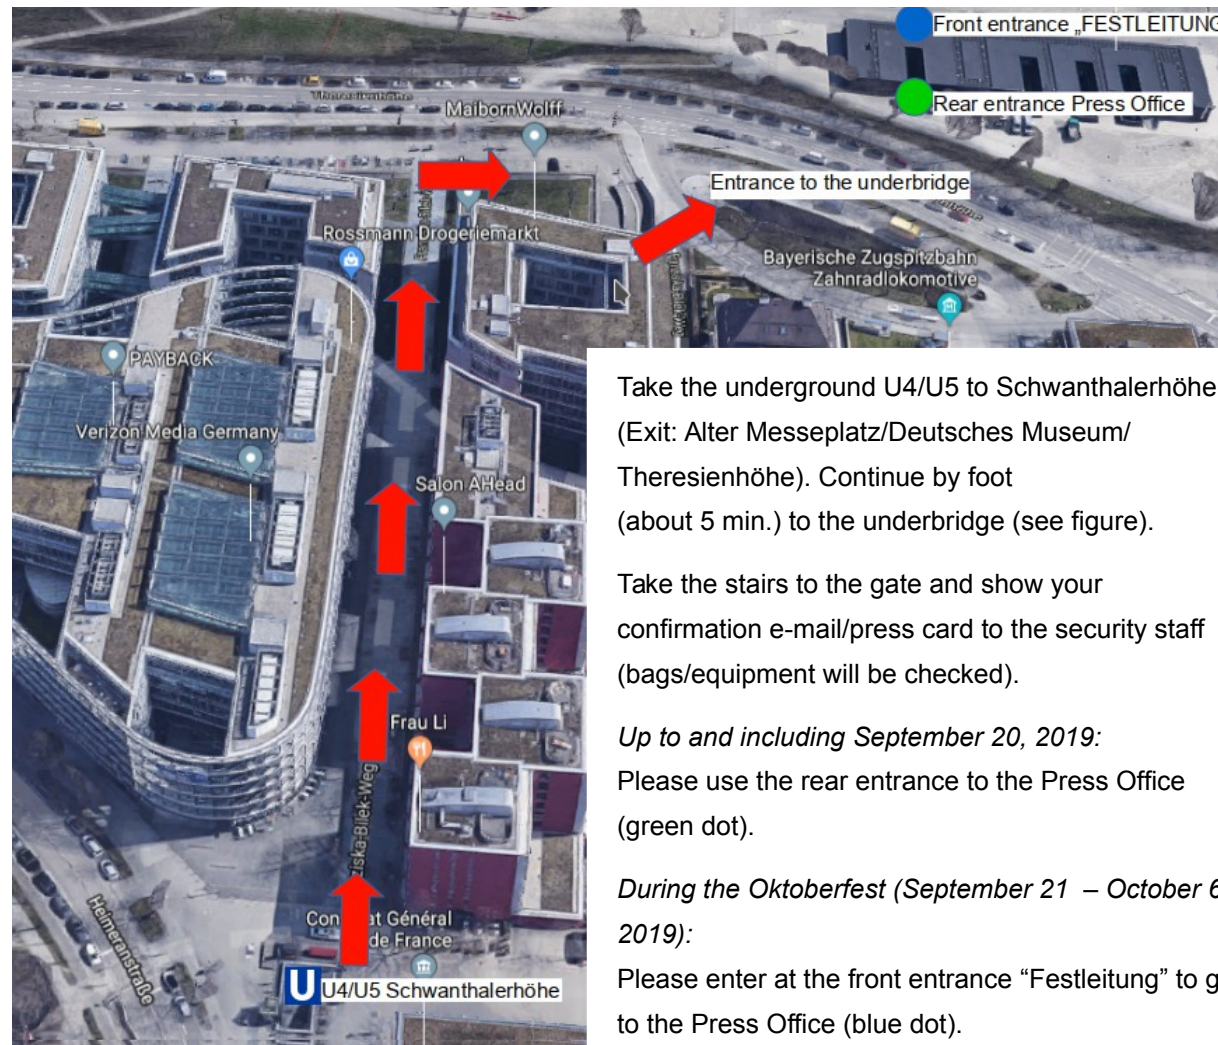 Front entrance „FESTLEITUNG
Rear entrance Press Office
Theresienhöhe
MaibornWolff
Entrance to the underbridge
Rossmann Drogeriemarkt
Bayerische Zugspitzbahn
Zahnradlokomotive
PAYBACK
Verizon Media Germany
Salon AHead
Frau Li
ziska-Bilek-Weg
Heimeranstraße
Con at Général
de France
U
U4/U5 Schwanthalerhöhe
Take the underground U4/U5 to Schwanthalerhöhe
(Exit: Alter Messeplatz/Deutsches Museum/
Theresienhöhe). Continue by foot
(about 5 min.) to the underbridge (see figure).
Take the stairs to the gate and show your
confirmation e-mail/press card to the security staff
(bags/equipment will be checked).
Up to and including September 20, 2019:
Please use the rear entrance to the Press Office
(green dot).
During the Oktoberfest (September 21 – October 6
2019):
Please enter at the front entrance “Festleitung” to g
to the Press Office (blue dot).